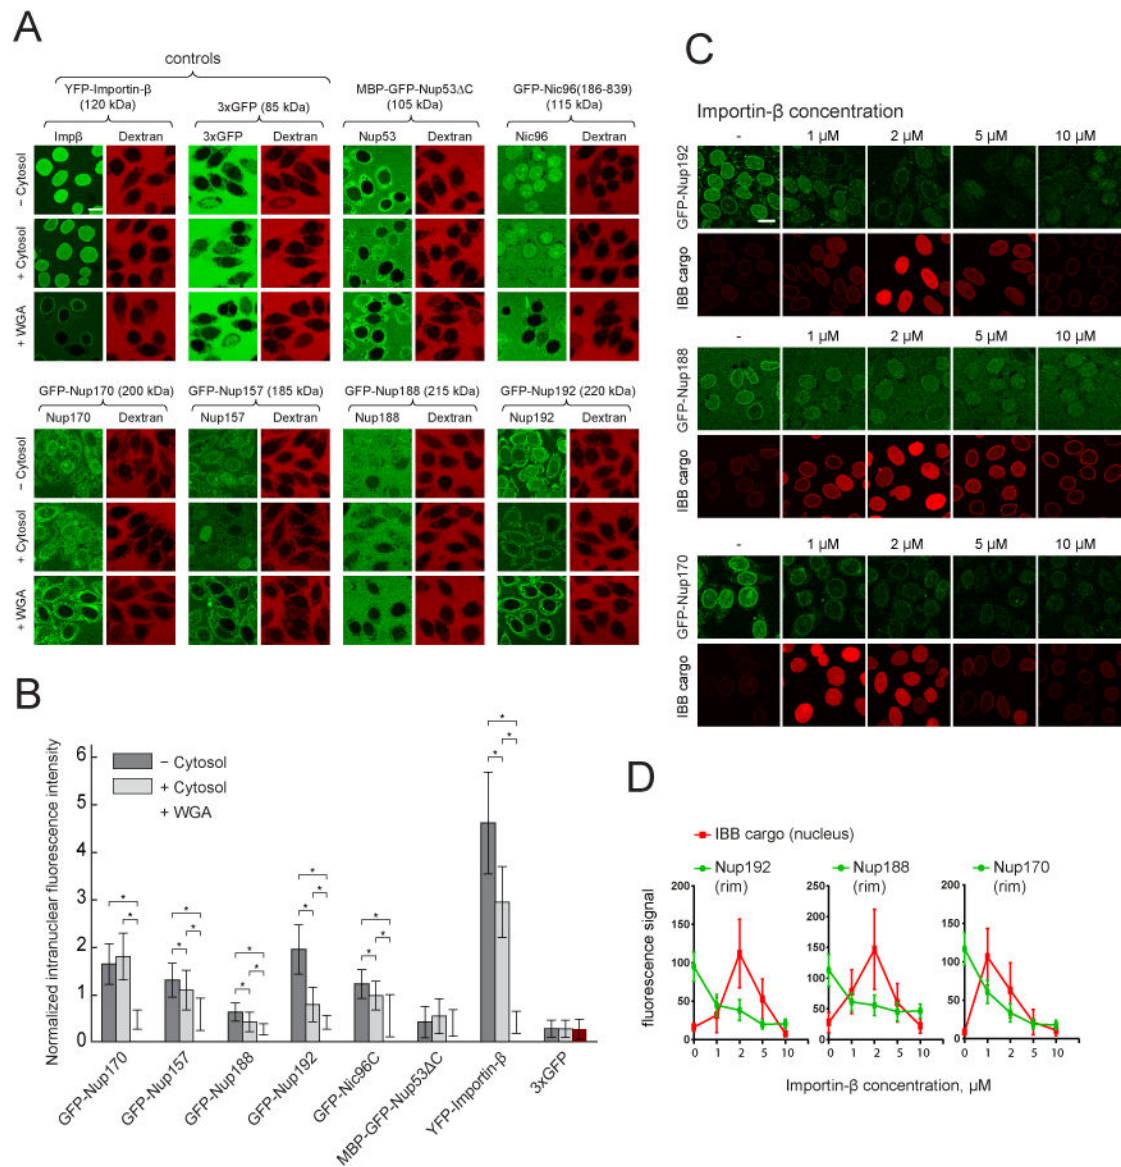 A
controls
YFP-Importin-β
(120 kDa)
3xGFP (85 kDa)
MBP-GFP-Nup53ΔC
(105 kDa)
GFP-Nic96(186-839)
(115 kDa)
Impβ Dextran 3xGFP Dextran Nup53 Dextran Nic96 Dextran
− Cytosol
+ Cytosol
+ WGA
GFP-Nup170 (200 kDa) GFP-Nup157 (185 kDa) GFP-Nup188 (215 kDa) GFP-Nup192 (220 kDa)
Nup170 Dextran Nup157 Dextran Nup188 Dextran Nup192 Dextran
− Cytosol
+ Cytosol
+ WGA
B
Normalized intranuclear fluorescence intensity
6
5
4
3
2
1
0
− Cytosol
+ Cytosol
+ WGA
* * * * * * * * * * * * * * * * *
GFP-Nup170
GFP-Nup157
GFP-Nup188
GFP-Nup192
GFP-Nic96C
MBP-GFP-Nup53ΔC
YFP-Importin-β
3xGFP
C
Importin-β concentration
- 1 µM 2 µM 5 µM 10 µM
GFP-Nup192
IBB cargo
- 1 µM 2 µM 5 µM 10 µM
GFP-Nup188
IBB cargo
- 1 µM 2 µM 5 µM 10 µM
GFP-Nup170
IBB cargo
D
IBB cargo (nucleus)
Nup192
(rim)
Nup188
(rim)
Nup170
(rim)
fluorescence signal
200
150
100
50
0
0 1 2 5 10
250
200
150
100
50
0
0 1 2 5 10
200
150
100
50
0
0 1 2 5 10
Importin-β concentration, µM